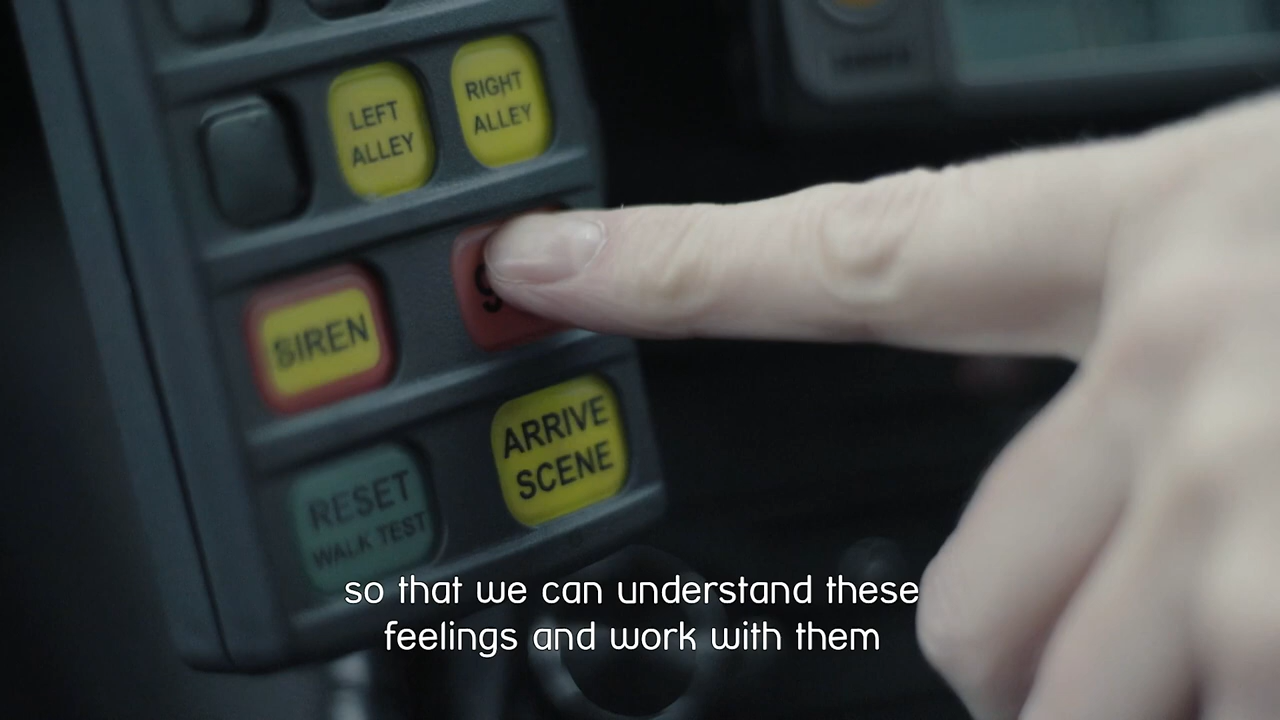 LEFT
ALLEY
RIGHT
ALLEY
SIREN
9
ARRIVE
SCENE
RESET
WALK TEST
so that we can understand these
feelings and work with them